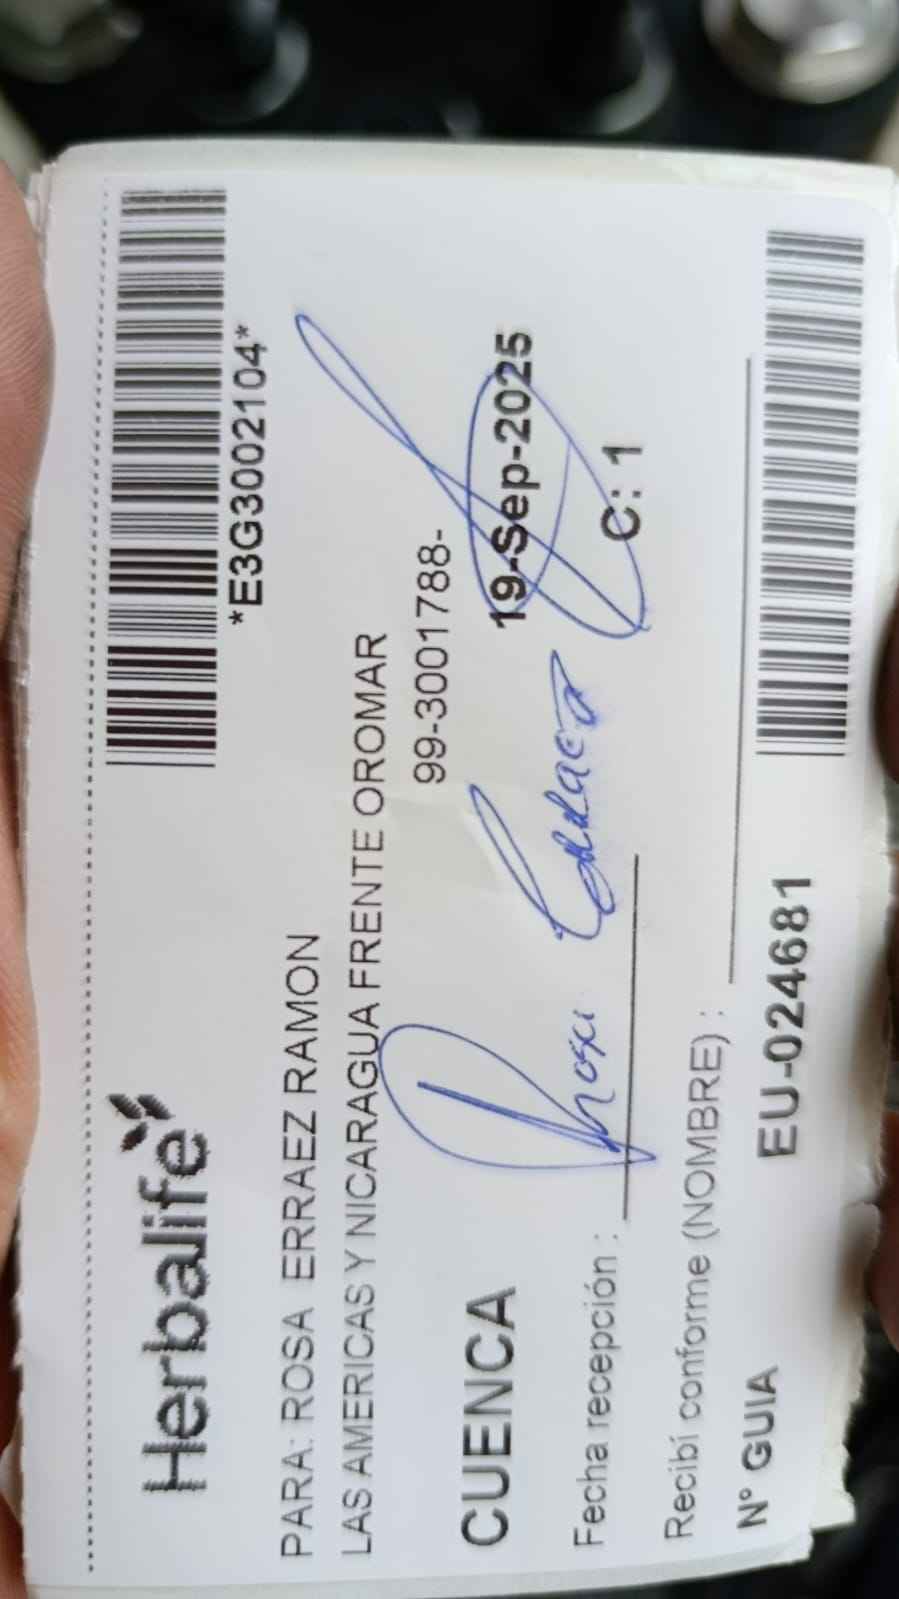 Herbalife
*E3G3002104*
PARA: ROSA ERRAEZ RAMON
LAS AMERICAS Y NICARAGUA FRENTE OROMAR
99-3001788-
CUENCA
19-Sep-2025
Fecha recepción :
C: 1
Recibí conforme (NOMBRE) :
N° GUIA EU-024681